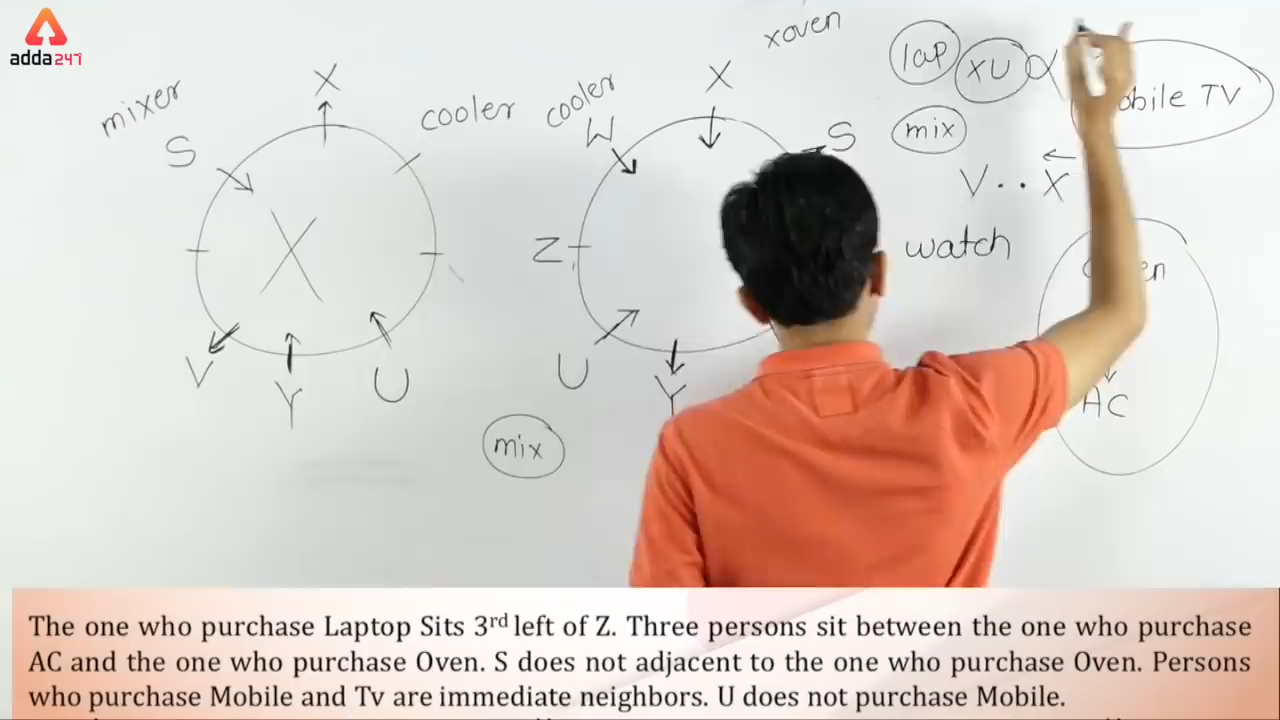 adda247
mixer
X
S
cooler
X
V
Y
U
cooler
W
X
xoven
S
Z
U
Y
mix
lap
XU
mix
TV
V . . X
watch
AC
The one who purchase Laptop Sits 3rd left of Z. Three persons sit between the one who purchase
AC and the one who purchase Oven. S does not adjacent to the one who purchase Oven. Persons
who purchase Mobile and Tv are immediate neighbors. U does not purchase Mobile.